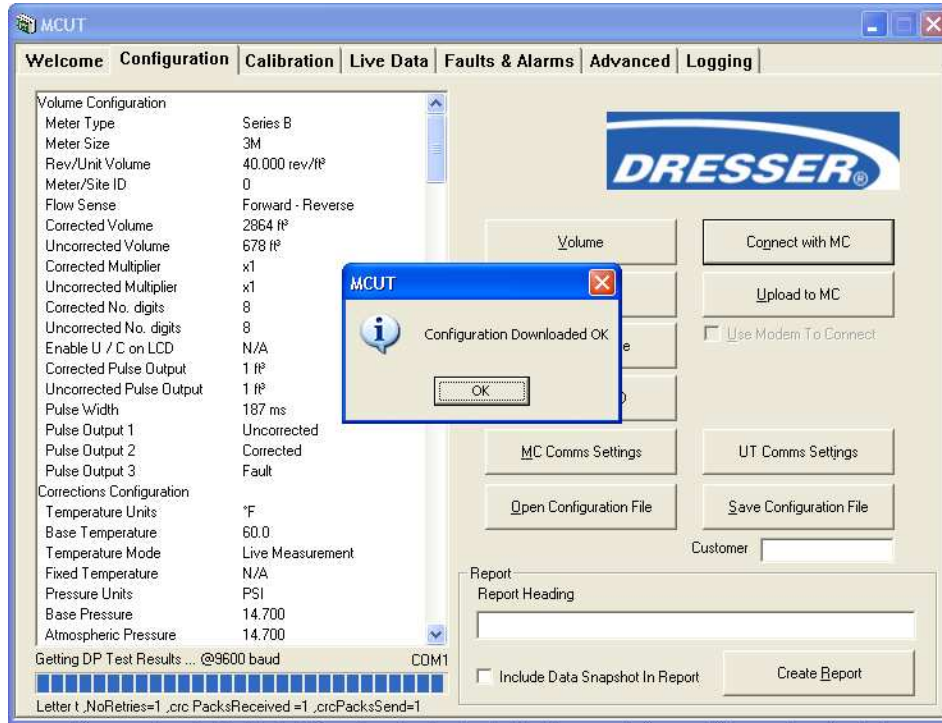 MCUT
Welcome Configuration Calibration Live Data Faults & Alarms Advanced Logging
Volume Configuration
Meter Type Series B
Meter Size 3M
Rev/Unit Volume 40.000 rev/ft³
Meter/Site ID 0
Flow Sense Forward - Reverse
Corrected Volume 2864 ft³
Uncorrected Volume 678 ft³
Corrected Multiplier x1
Uncorrected Multiplier x1
Corrected No. digits 8
Uncorrected No. digits 8
Enable U / C on LCD N/A
Corrected Pulse Output 1 ft³
Uncorrected Pulse Output 1 ft³
Pulse Width 187 ms
Pulse Output 1 Uncorrected
Pulse Output 2 Corrected
Pulse Output 3 Fault
Corrections Configuration
Temperature Units °F
Base Temperature 60.0
Temperature Mode Live Measurement
Fixed Temperature N/A
Pressure Units PSI
Base Pressure 14.700
Atmospheric Pressure 14.700
Getting DP Test Results ... @9600 baud COM1
Letter t ,NoRetries=1 ,crc PacksReceived =1 ,crcPacksSend=1
DRESSER®
Volume
Connect with MC
Upload to MC
Use Modem To Connect
e
MCUT
Configuration Downloaded OK
OK
MC Comms Settings
UT Comms Settings
Open Configuration File
Save Configuration File
Customer
Report
Report Heading
Include Data Snapshot In Report
Create Report